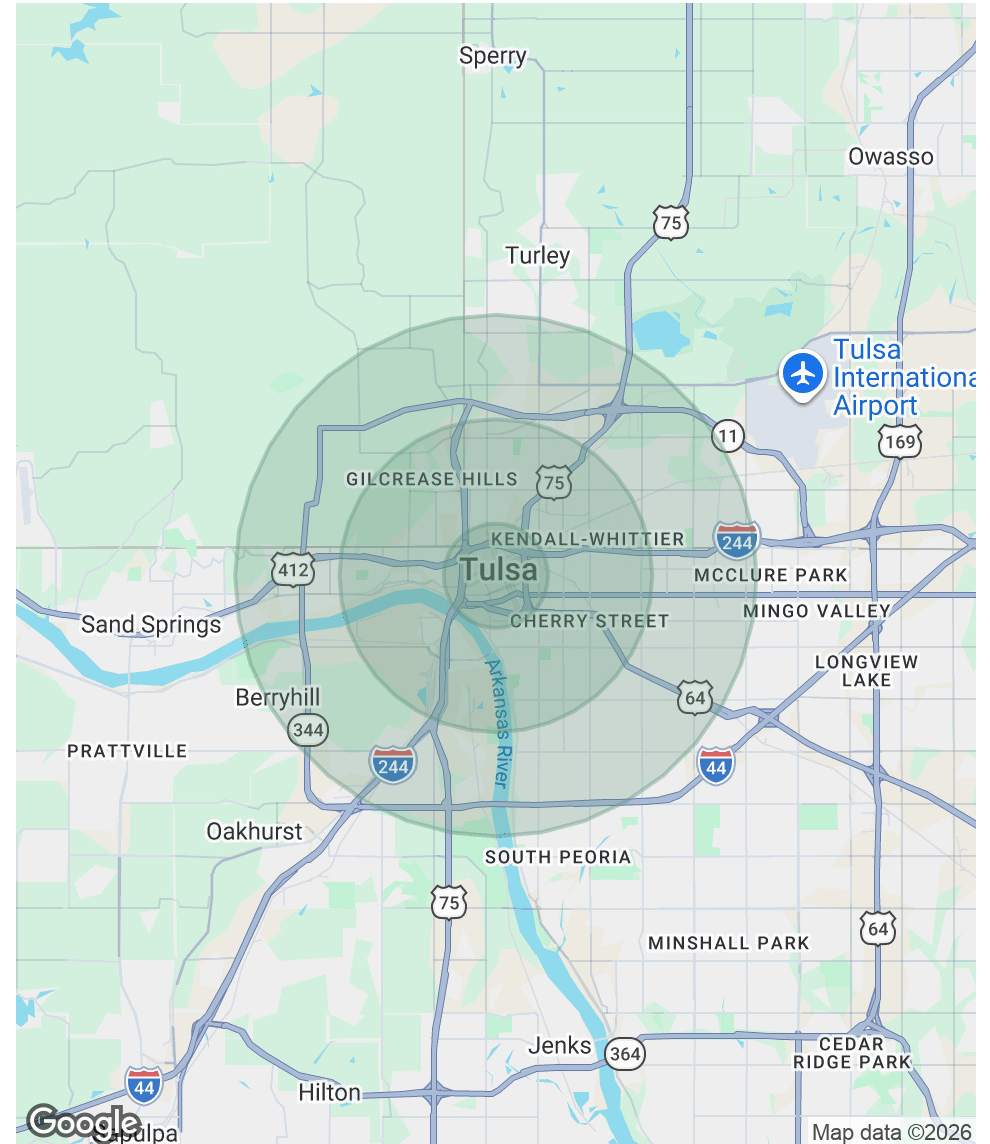 Sperry
Owasso
75
Turley
Tulsa
Internationa
Airport
11
169
GILCREASE HILLS
75
KENDALL-WHITTIER
244
412
Tulsa
MCCLURE PARK
MINGO VALLEY
Sand Springs
CHERRY STREET
LONGVIEW
LAKE
Berryhill
64
Arkansas River
344
PRATTVILLE
244
44
Oakhurst
SOUTH PEORIA
75
64
MINSHALL PARK
Jenks
364
CEDAR
RIDGE PARK
44
Hilton
Google
Sapulpa
Map data ©2026